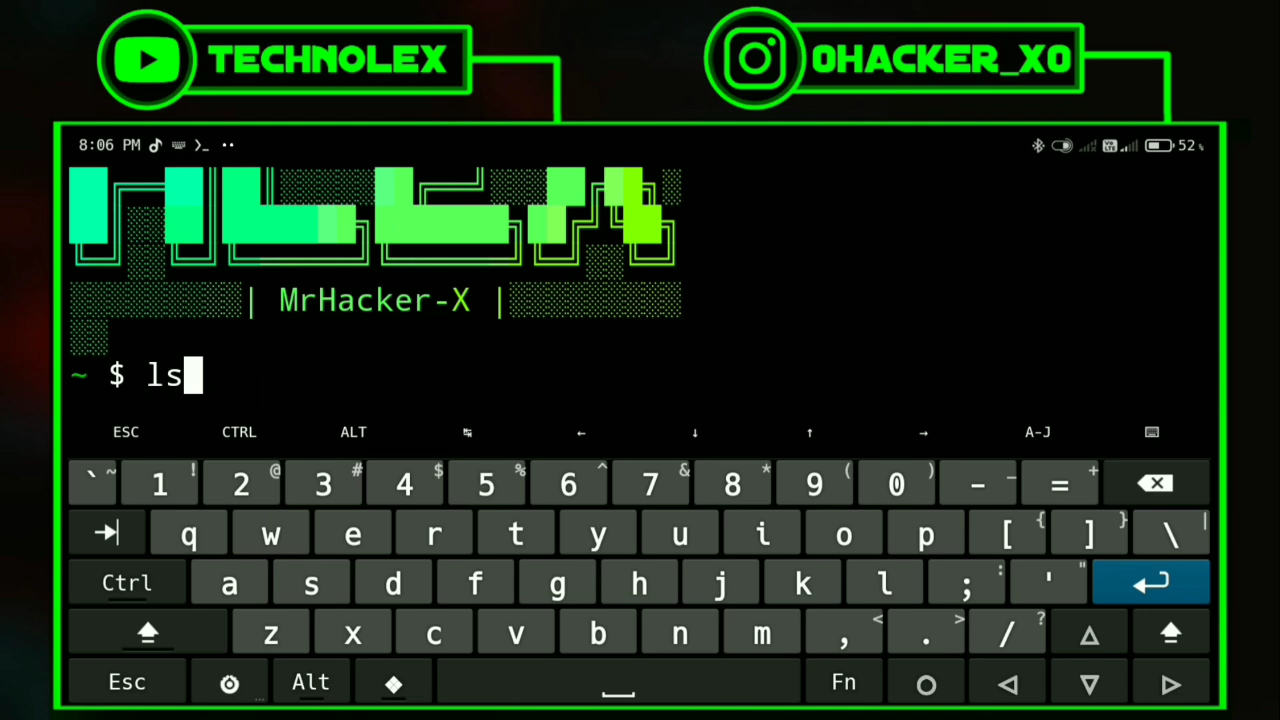 TECHNOLEX
0HACKER_X0
8:06 PM 52%
| MrHacker-X |
~ $ ls
ESC CTRL ALT ↹ ← ↓ ↑ → A-J
` ~ 1 ! 2 @ 3 # 4 $ 5 % 6 ^ 7 & 8 * 9 ( 0 ) - _ = +
q w e r t y u i o p [ { ] } \ |
Ctrl a s d f g h j k l ; : ' "
z x c v b n m , < . > / ?
Esc Alt Fn